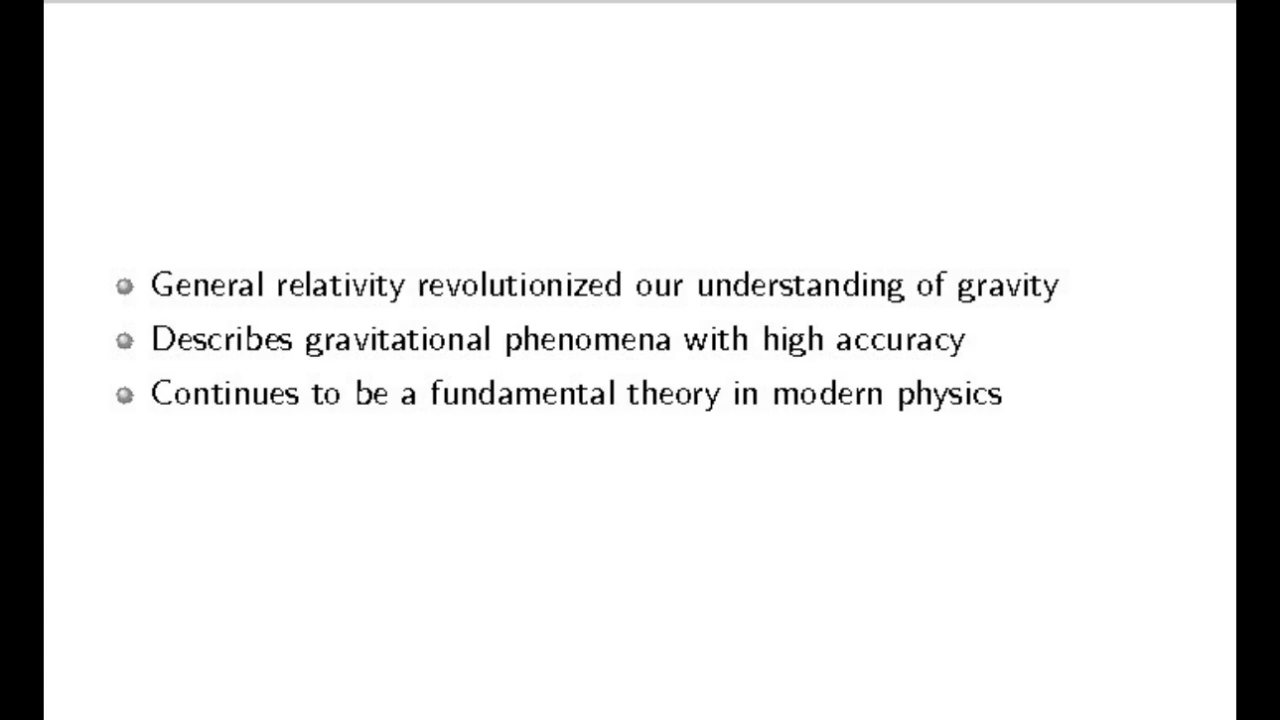 General relativity revolutionized our understanding of gravity
Describes gravitational phenomena with high accuracy
Continues to be a fundamental theory in modern physics